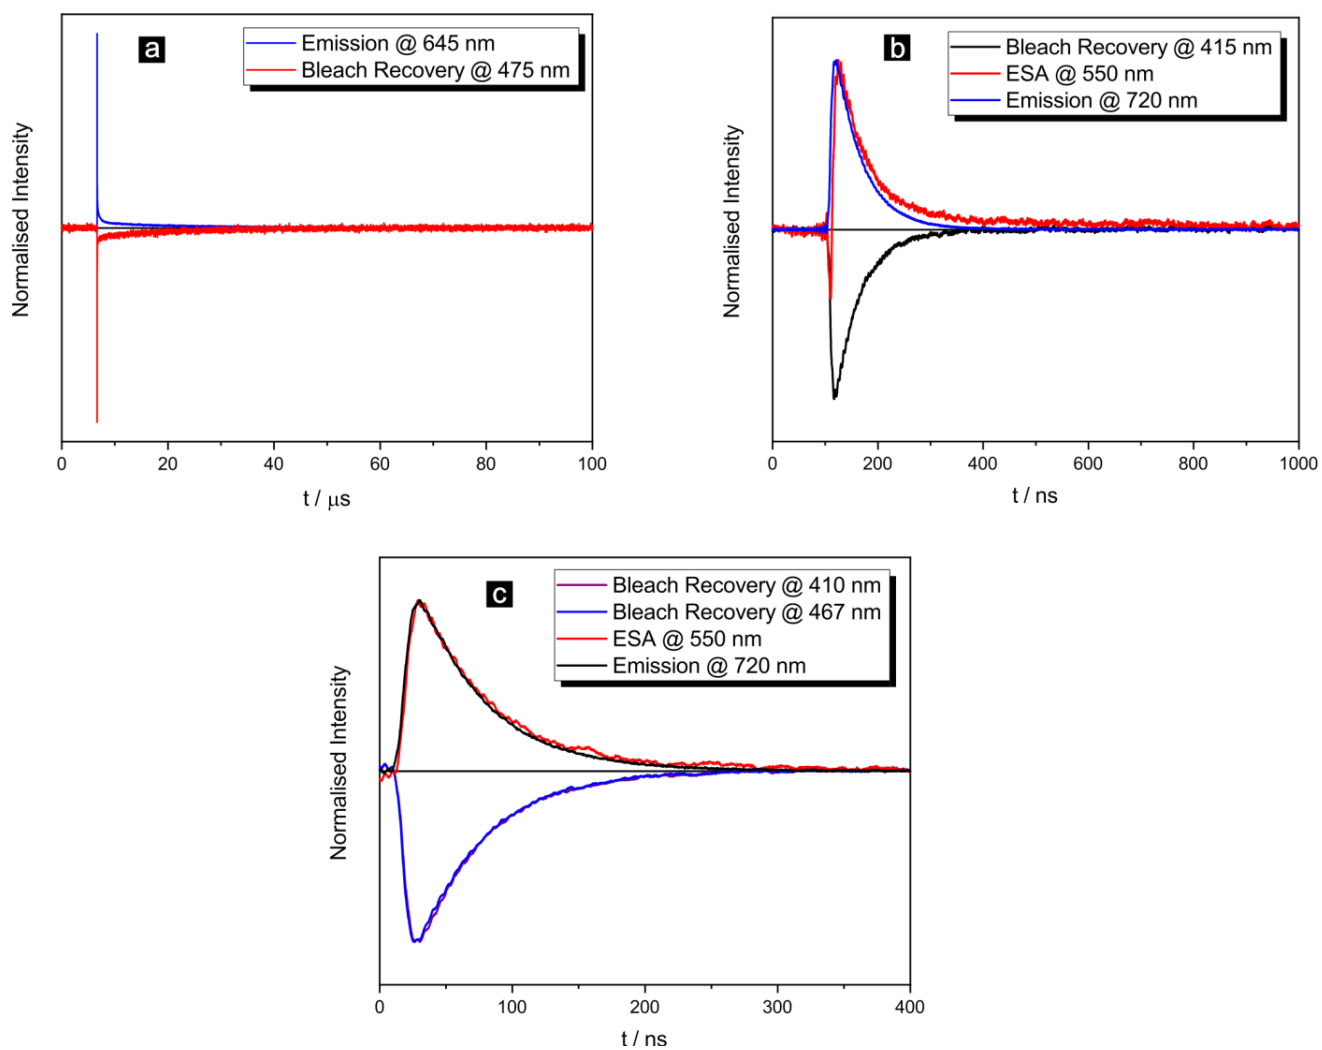 a
Emission @ 645 nm
Bleach Recovery @ 475 nm
Normalised Intensity
0 20 40 60 80 100
t / μs
b
Bleach Recovery @ 415nm
ESA @ 550 nm
Emission @ 720 nm
Normalised Intensity
0 200 400 600 800 1000
t / ns
c
Bleach Recovery @ 410 nm
Bleach Recovery @ 467 nm
ESA @ 550 nm
Emission @ 720 nm
Normalised Intensity
0 100 200 300 400
t / ns